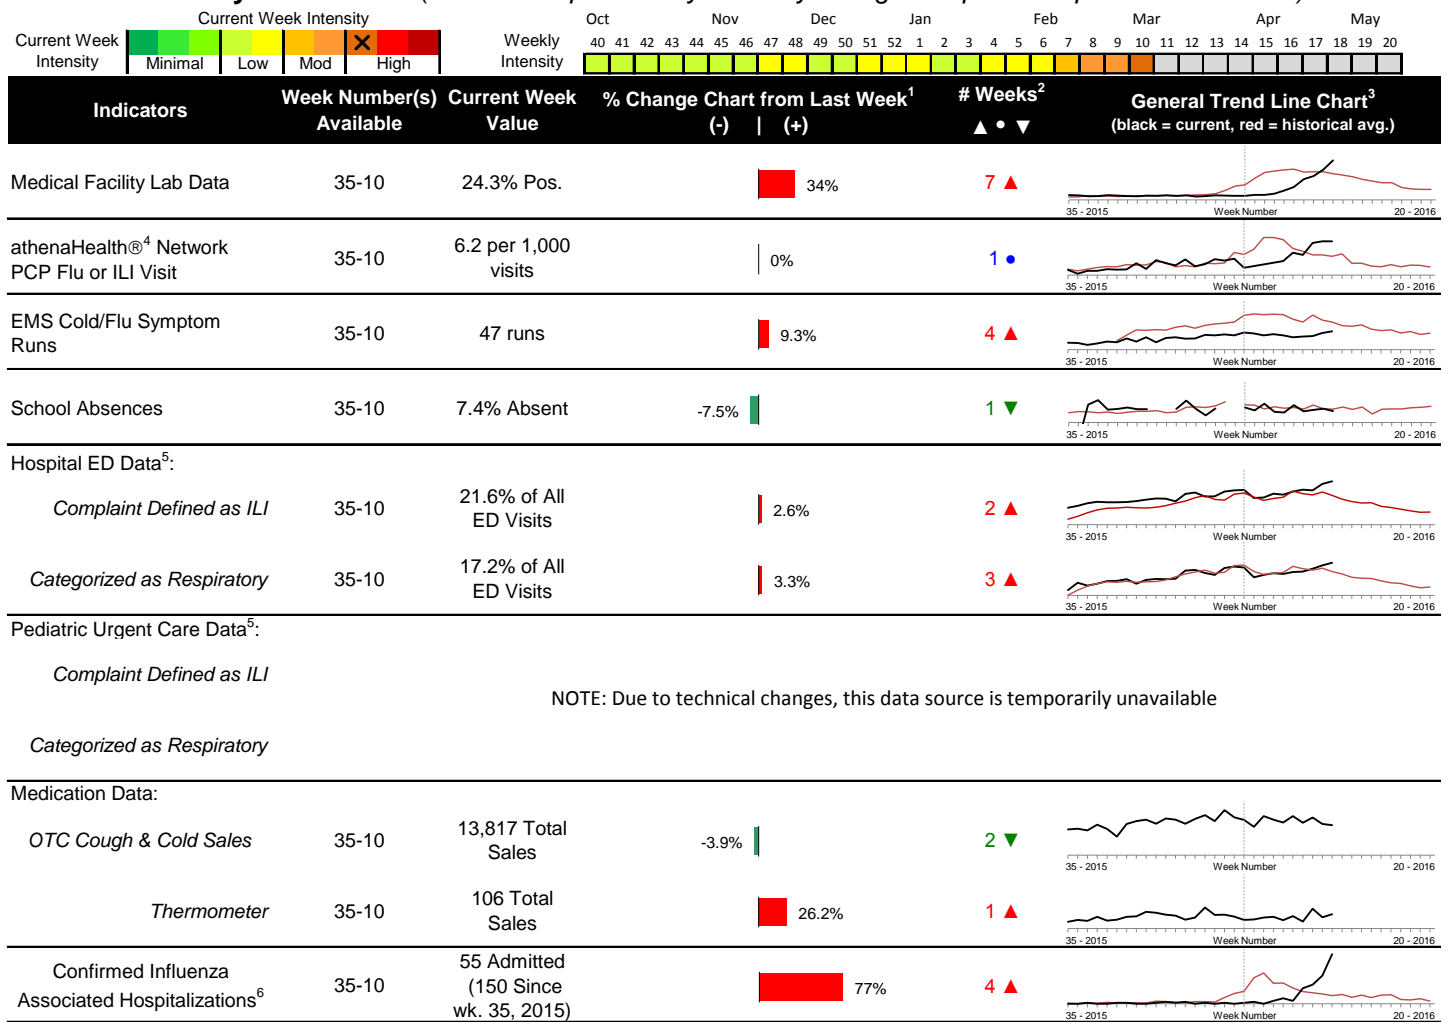 Current Week Intensity
Current Week Intensity
Minimal Low Mod High
Weekly Intensity
Oct Nov Dec Jan Feb Mar Apr May
40 41 42 43 44 45 46 47 48 49 50 51 52 1 2 3 4 5 6 7 8 9 10 11 12 13 14 15 16 17 18 19 20
Indicators
Week Number(s) Available
Current Week Value
% Change Chart from Last Week¹
(-) | (+)
# Weeks²
▲ • ▼
General Trend Line Chart³
(black = current, red = historical avg.)
Medical Facility Lab Data 35-10 24.3% Pos. 34% 7 ▲
35 - 2015 Week Number 20 - 2016
athenaHealth®⁴ Network
PCP Flu or ILI Visit
35-10
6.2 per 1,000
visits
0% 1 •
35 - 2015 Week Number 20 - 2016
EMS Cold/Flu Symptom
Runs
35-10 47 runs 9.3% 4 ▲
35 - 2015 Week Number 20 - 2016
School Absences 35-10 7.4% Absent -7.5% 1 ▼
35 - 2015 Week Number 20 - 2016
Hospital ED Data⁵:
Complaint Defined as ILI 35-10
21.6% of All
ED Visits
2.6% 2 ▲
35 - 2015 Week Number 20 - 2016
Categorized as Respiratory 35-10
17.2% of All
ED Visits
3.3% 3 ▲
35 - 2015 Week Number 20 - 2016
Pediatric Urgent Care Data⁵:
Complaint Defined as ILI
NOTE: Due to technical changes, this data source is temporarily unavailable
Categorized as Respiratory
Medication Data:
OTC Cough & Cold Sales 35-10
13,817 Total
Sales
-3.9% 2 ▼
35 - 2015 Week Number 20 - 2016
Thermometer 35-10
106 Total
Sales
26.2% 1 ▲
35 - 2015 Week Number 20 - 2016
Confirmed Influenza
Associated Hospitalizations⁶
35-10
55 Admitted
(150 Since
wk. 35, 2015)
77% 4 ▲
35 - 2015 Week Number 20 - 2016